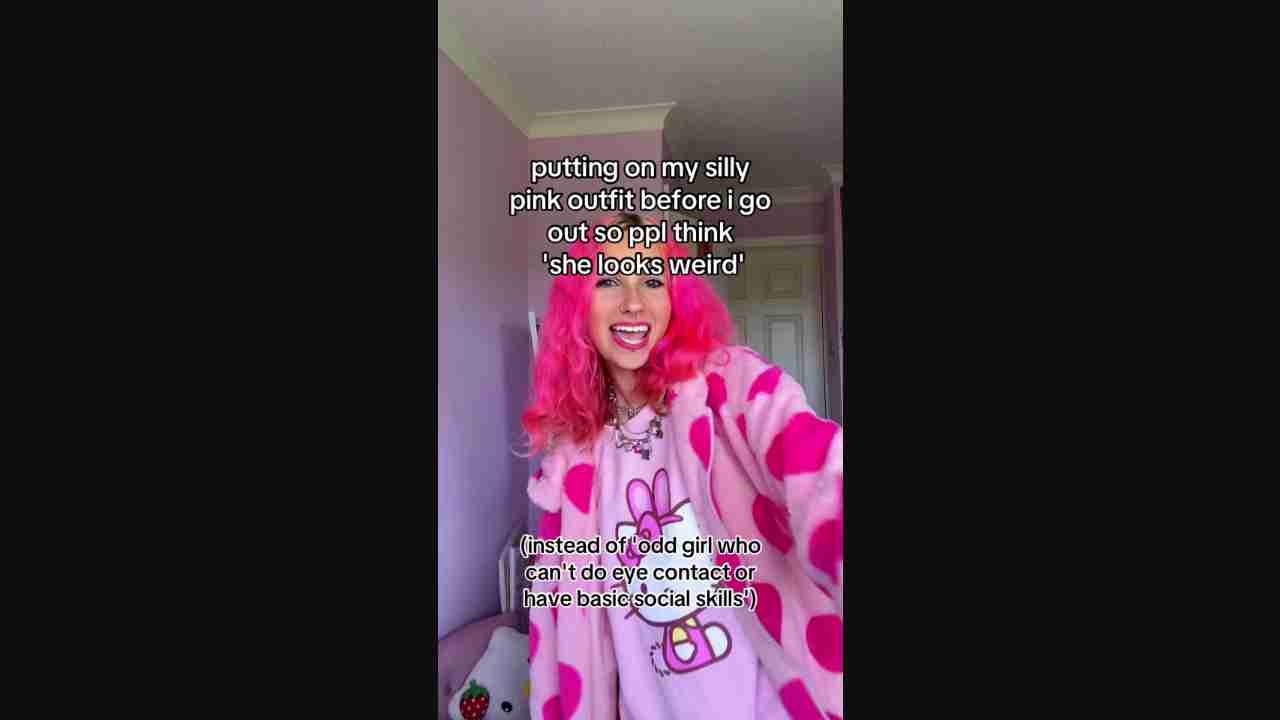 putting on my silly
pink outfit before i go
out so ppl think
'she looks weird'
(instead of 'odd girl who
can't do eye contact or
have basic social skills')